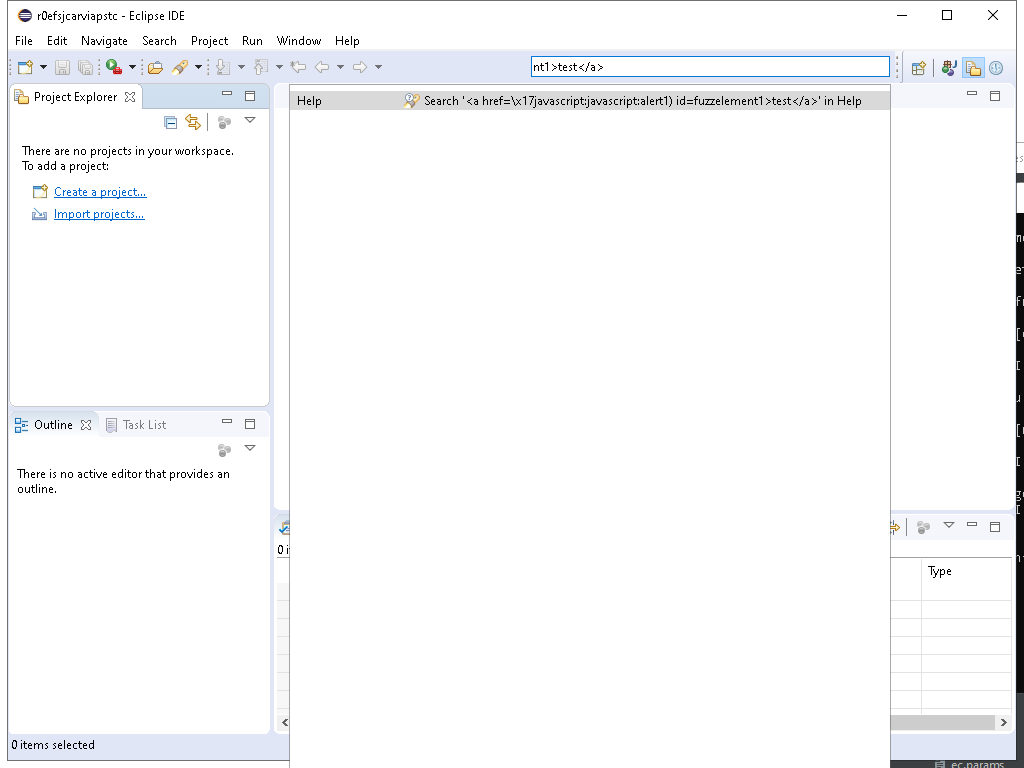 r0efsjcarviapstc - Eclipse IDE
File Edit Navigate Search Project Run Window Help
nt1>test</a>
Project Explorer
Help Search '<a href=\x17javascript:javascript:alert1) id=fuzzelement1>test</a>' in Help
There are no projects in your workspace.
To add a project:
Create a project...
Import projects...
Outline Task List
There is no active editor that provides an
outline.
0 i
Type
0 items selected
ec.params